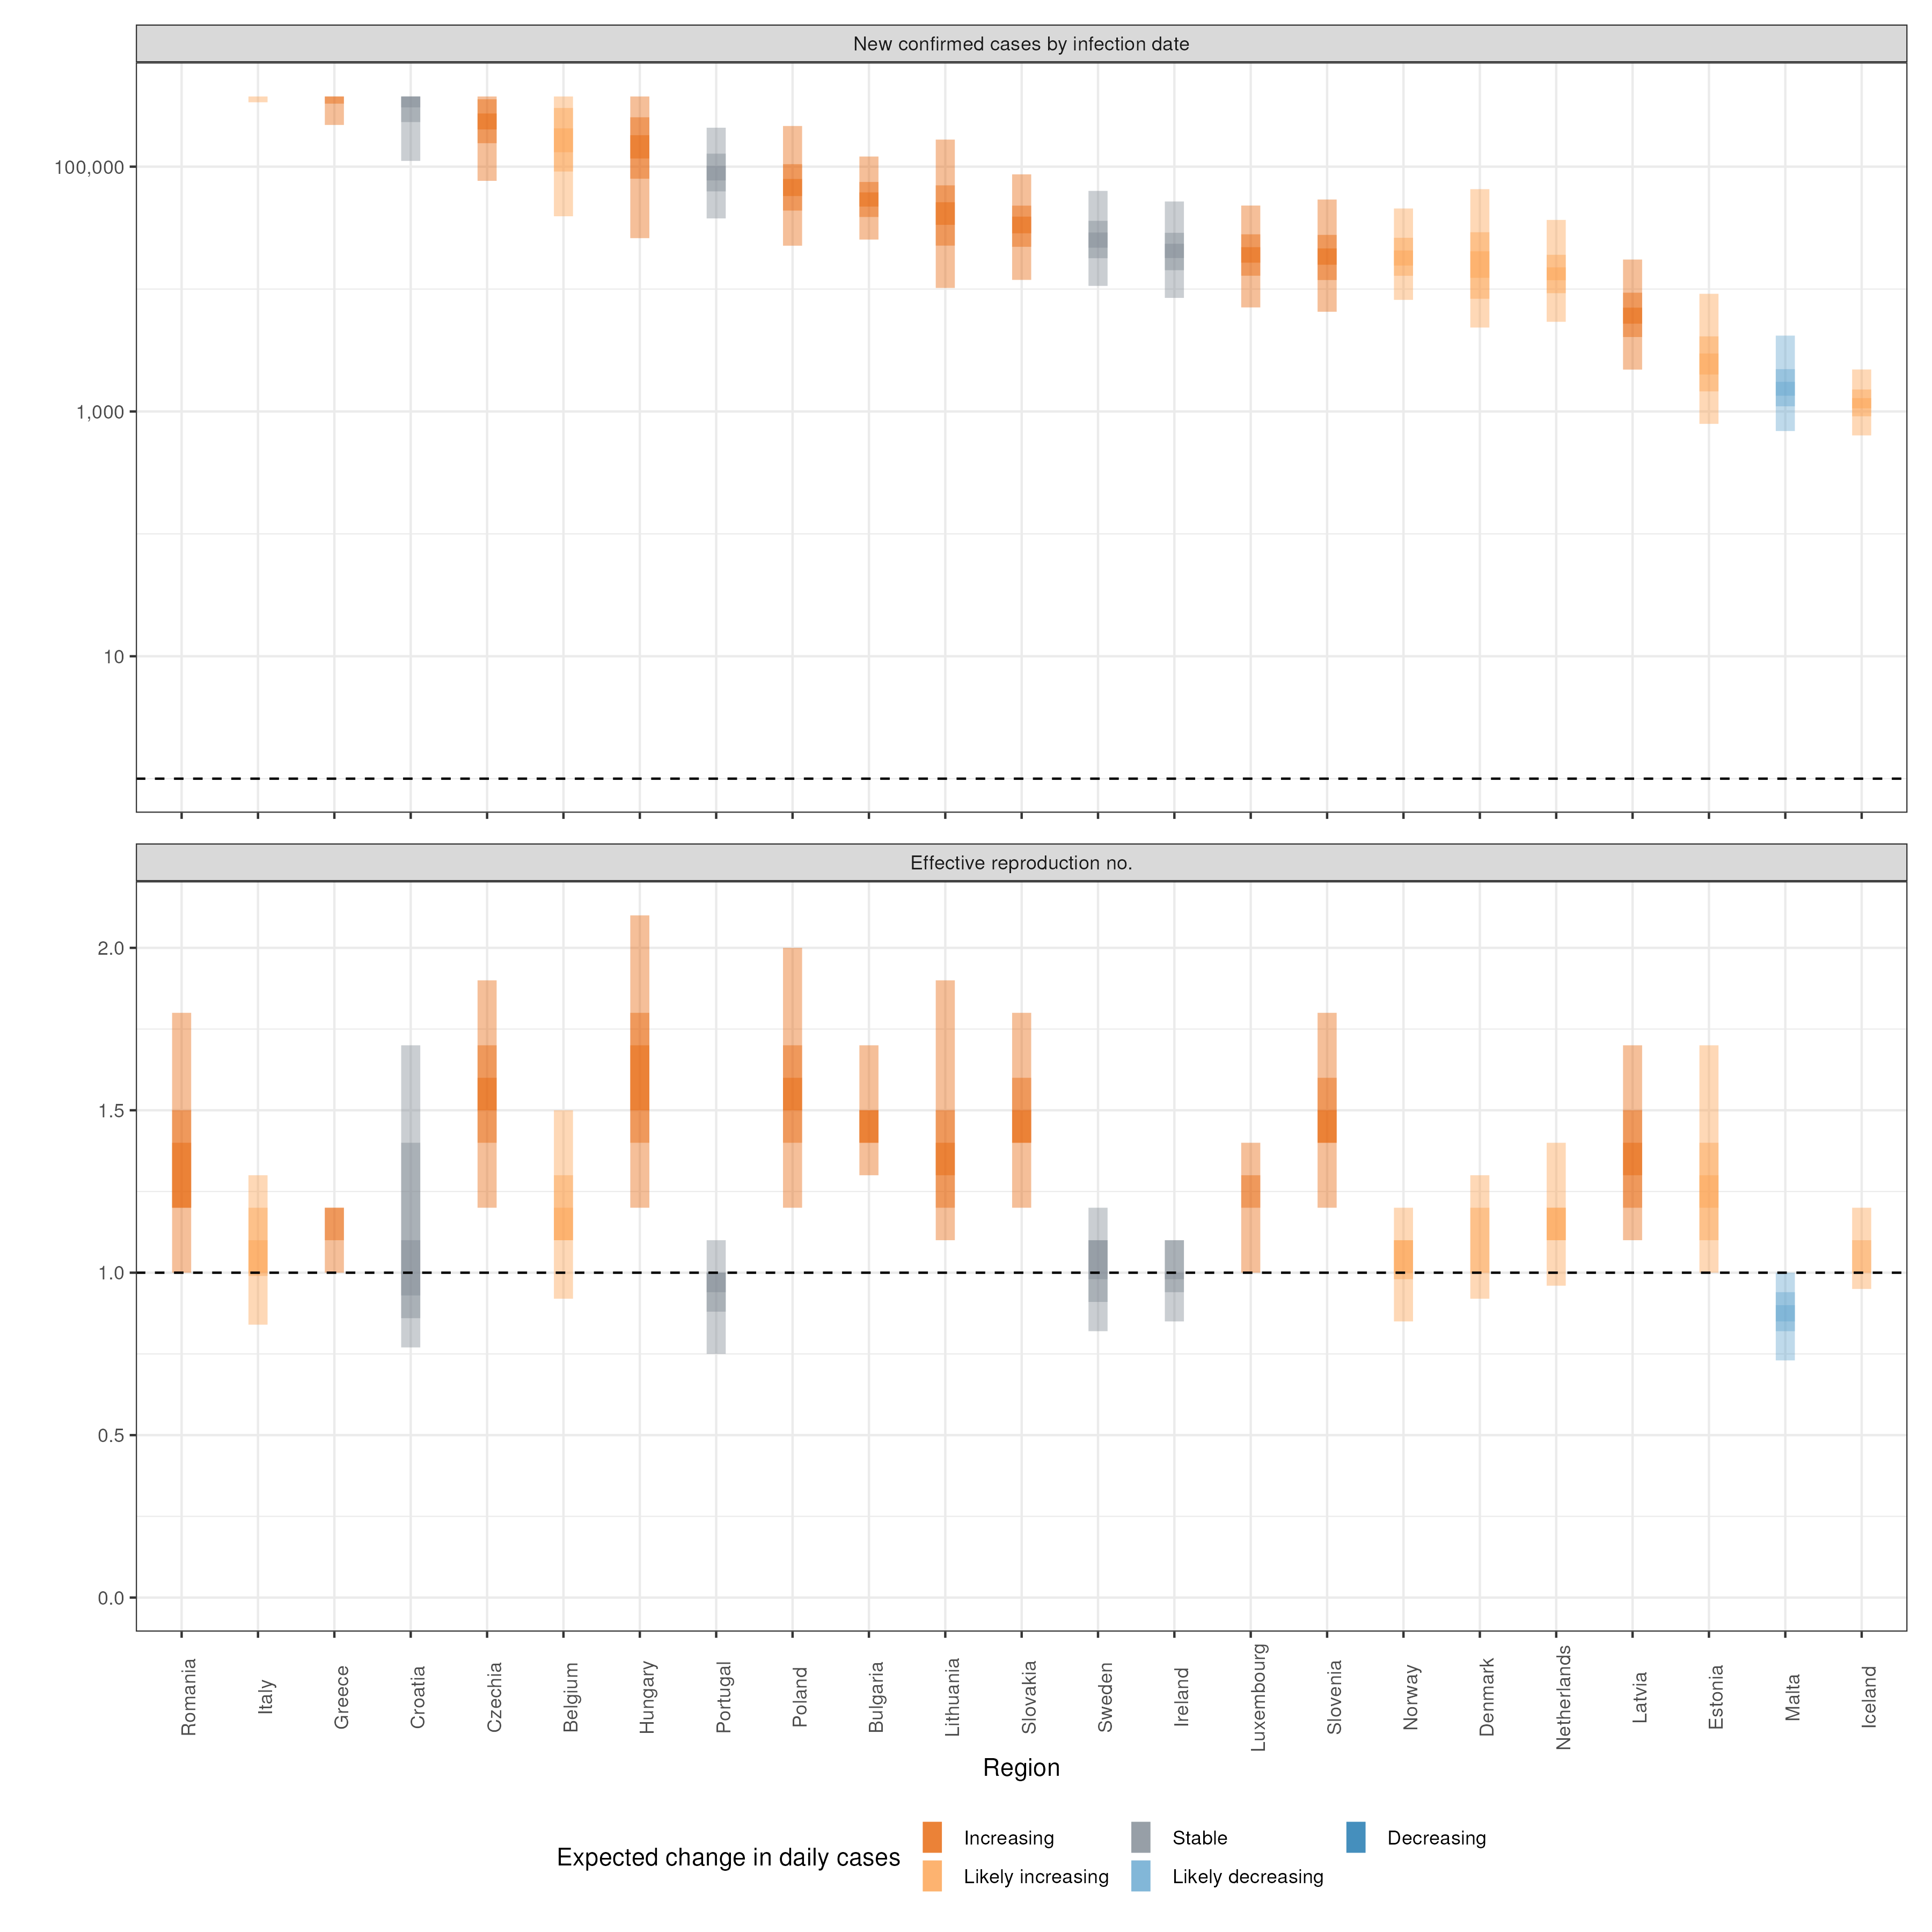 New confirmed cases by infection date
100,000
1,000
10
Effective reproduction no.
2.0
1.5
1.0
0.5
0.0
Romania
Italy
Greece
Croatia
Czechia
Belgium
Hungary
Portugal
Poland
Bulgaria
Lithuania
Slovakia
Sweden
Ireland
Luxembourg
Slovenia
Norway
Denmark
Netherlands
Latvia
Estonia
Malta
Iceland
Region
Expected change in daily cases
Increasing
Stable
Decreasing
Likely increasing
Likely decreasing